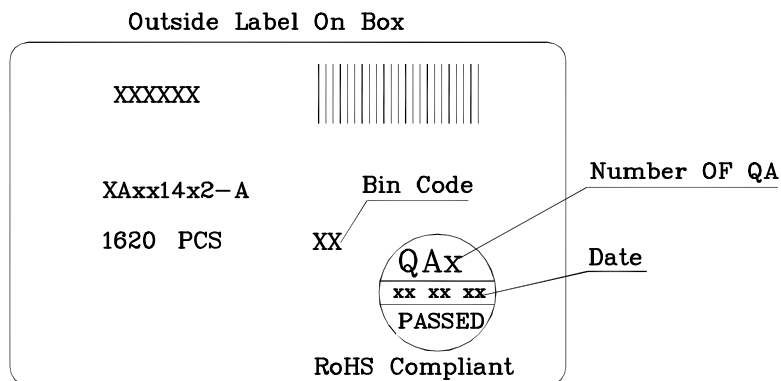 Outside Label On Box
XXXXXX
XAxx14x2-A
Bin Code
Number OF QA
1620 PCS
XX
QAx
Date
xx xx xx
PASSED
RoHS Compliant